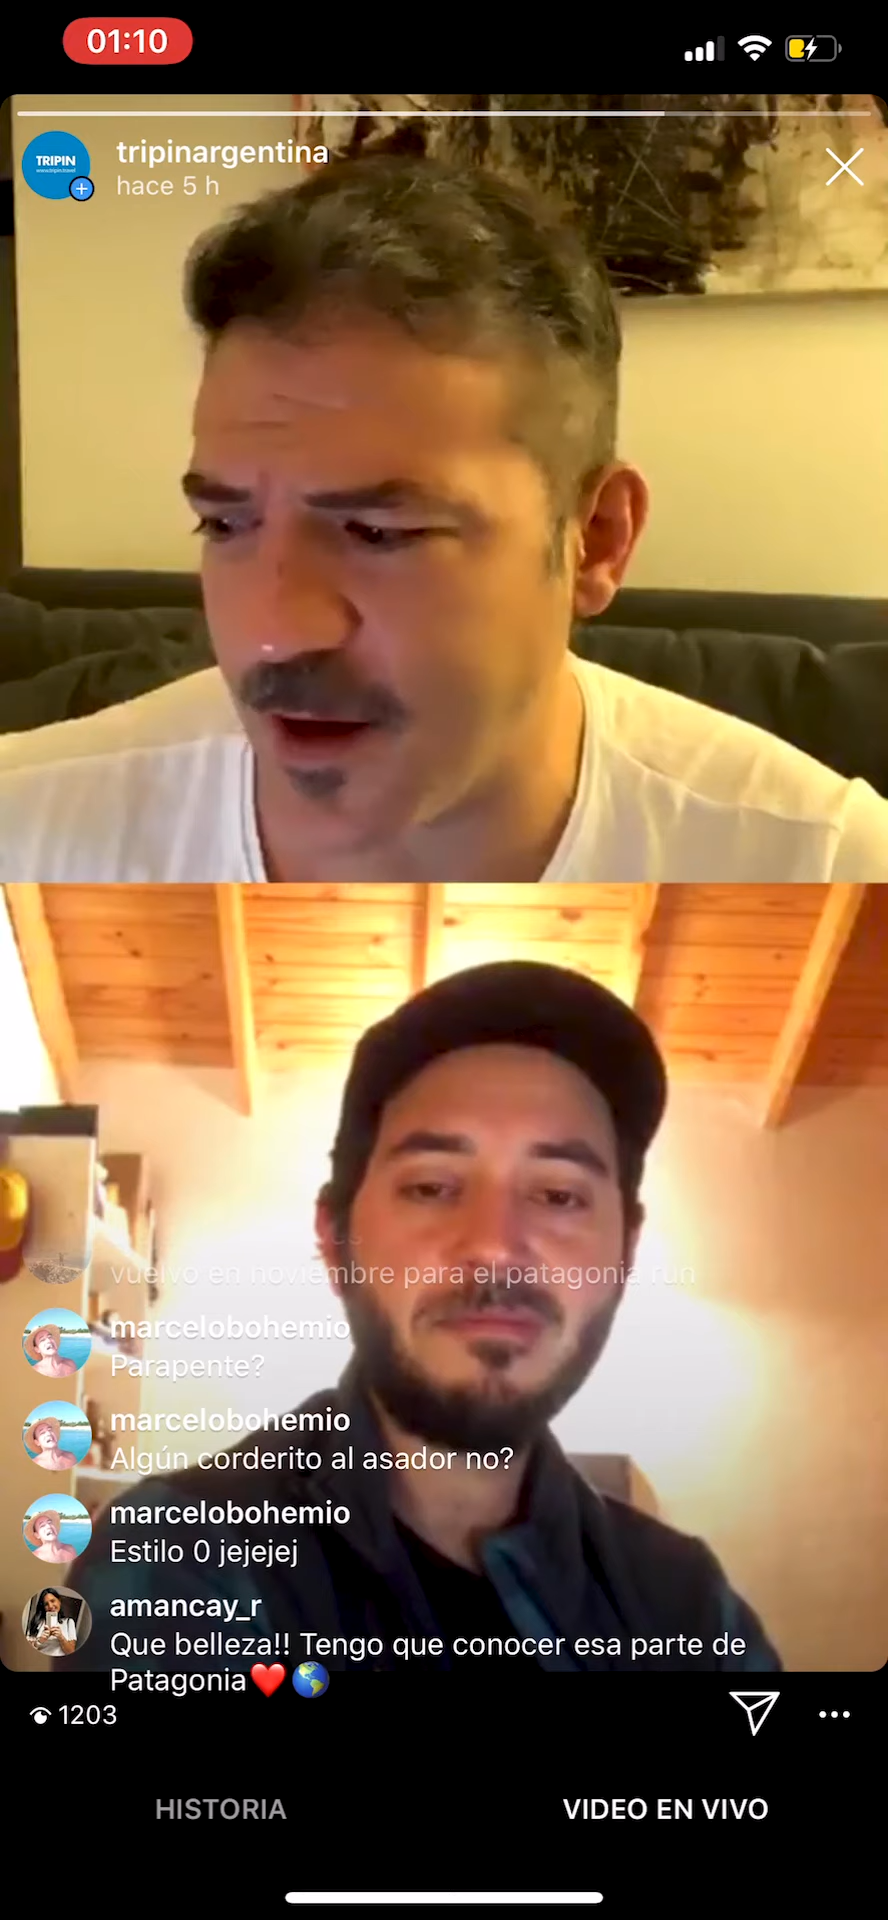 01:10
TRIPIN
tripinargentina
hace 5 h
vuelvo en noviembre para el patagonia run
marcelobohemio
Parapente?
marcelobohemio
Algún corderito al asador no?
marcelobohemio
Estilo 0 jejejej
amancay_r
Que belleza!! Tengo que conocer esa parte de
Patagonia❤️🌎
1203
HISTORIA
VIDEO EN VIVO